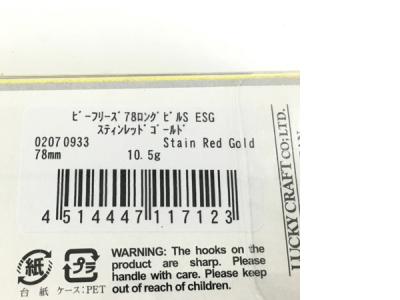 ビーフリーズ78ロングビルS ESG
スティンレッドゴールド
02070933 Stain Red Gold
78mm 10.5g
4 514447 117123
紙 プラ
台紙 ケース:PET
WARNING: The hooks on the
product are sharp. Please
handle with care. Please keep
out of reach of children.
LUCKY CRAFT CO;LTD.